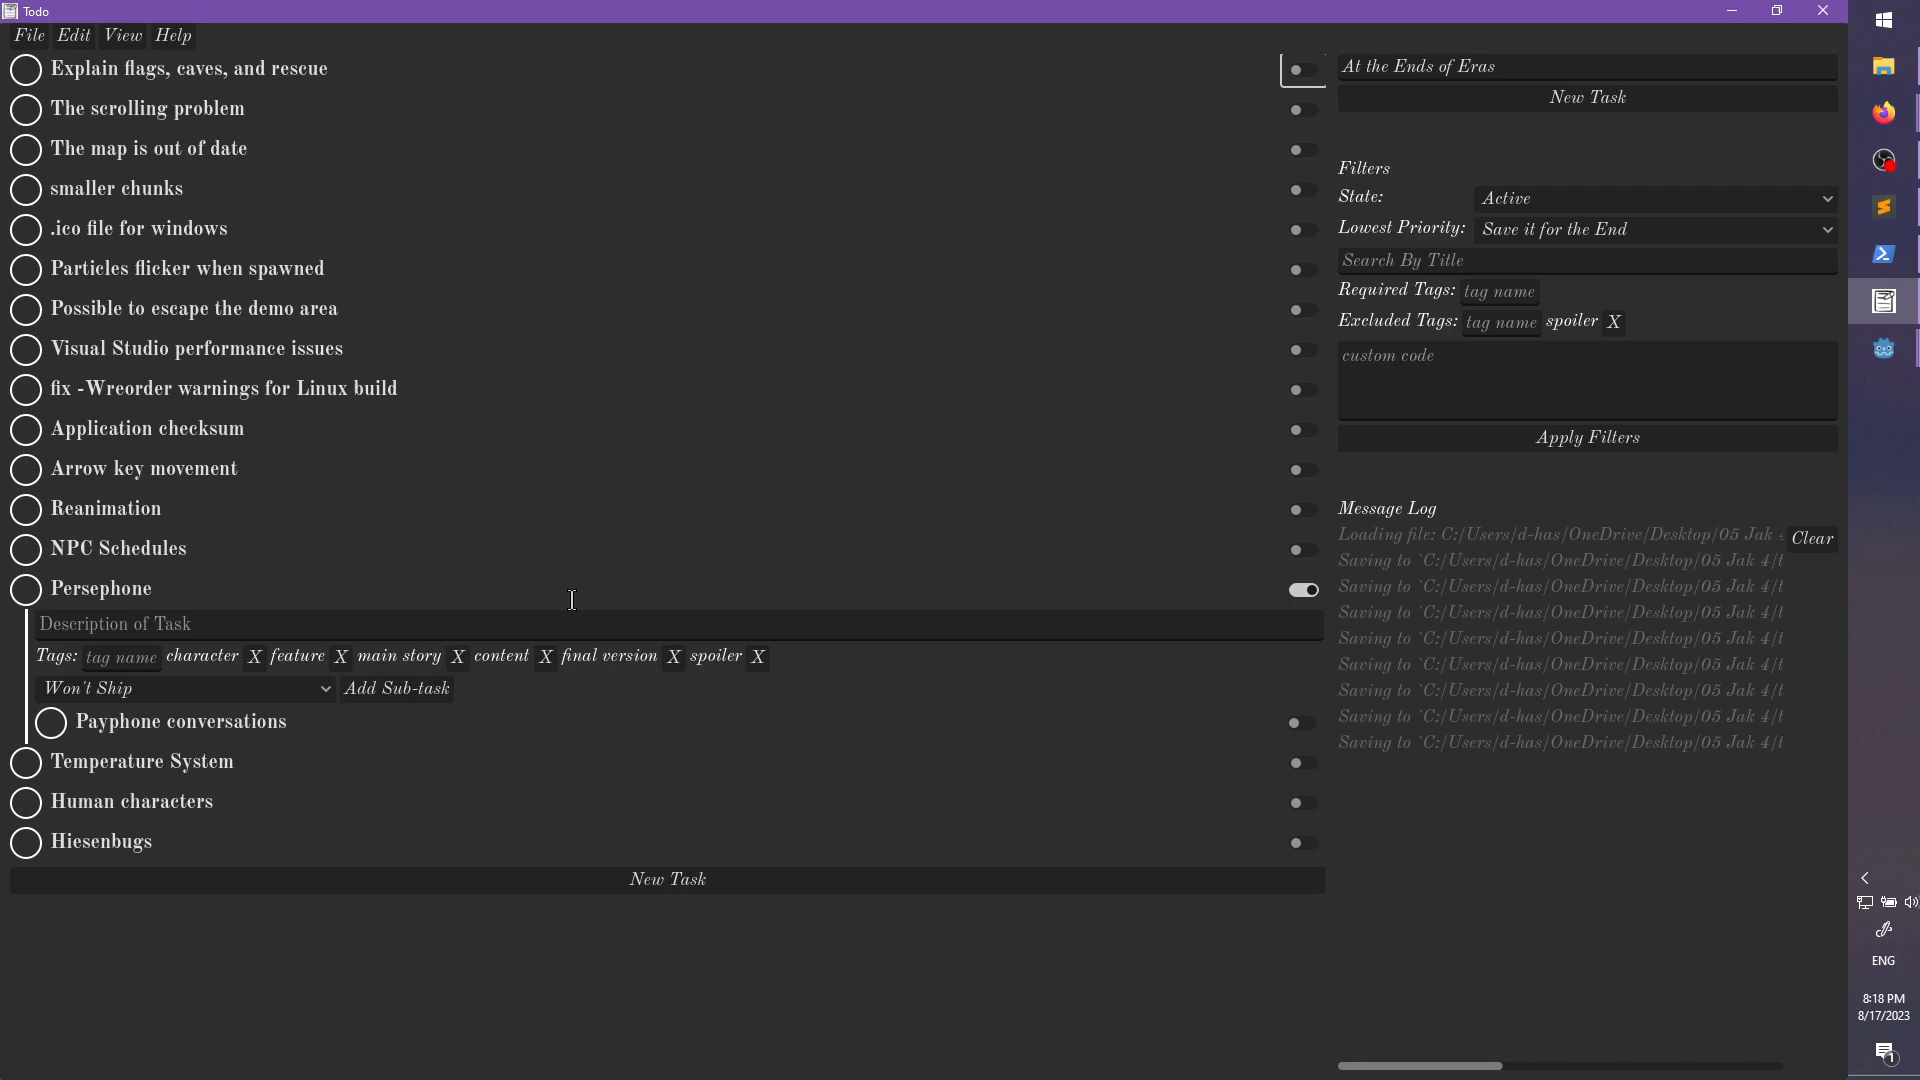 Todo
File Edit View Help
Explain flags, caves, and rescue
The scrolling problem
The map is out of date
smaller chunks
.ico file for windows
Particles flicker when spawned
Possible to escape the demo area
Visual Studio performance issues
fix -Wreorder warnings for Linux build
Application checksum
Arrow key movement
Reanimation
NPC Schedules
Persephone
Description of Task
Tags: tag name character X feature X main story X content X final version X spoiler X
Won't Ship Add Sub-task
Payphone conversations
Temperature System
Human characters
Hiesenbugs
New Task
At the Ends of Eras
New Task
Filters
State: Active
Lowest Priority: Save it for the End
Search By Title
Required Tags: tag name
Excluded Tags: tag name spoiler X
custom code
Apply Filters
Message Log
Loading file: C:/Users/d-has/OneDrive/Desktop/05 Jak 4 Clear
Saving to `C:/Users/d-has/OneDrive/Desktop/05 Jak 4/t
Saving to `C:/Users/d-has/OneDrive/Desktop/05 Jak 4/t
Saving to `C:/Users/d-has/OneDrive/Desktop/05 Jak 4/t
Saving to `C:/Users/d-has/OneDrive/Desktop/05 Jak 4/t
Saving to `C:/Users/d-has/OneDrive/Desktop/05 Jak 4/t
Saving to `C:/Users/d-has/OneDrive/Desktop/05 Jak 4/t
Saving to `C:/Users/d-has/OneDrive/Desktop/05 Jak 4/t
Saving to `C:/Users/d-has/OneDrive/Desktop/05 Jak 4/t
ENG
8:18 PM
8/17/2023
1